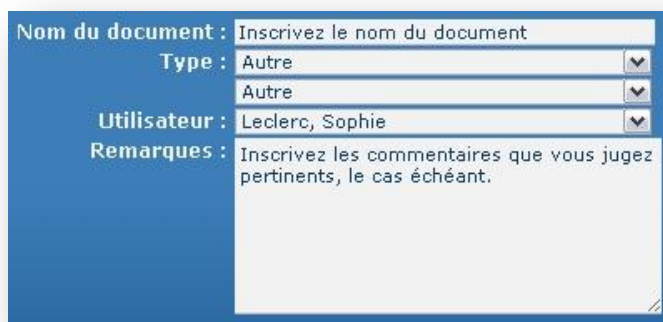 Nom du document : Inscrivez le nom du document
Type : Autre
Autre
Utilisateur : Leclerc, Sophie
Remarques : Inscrivez les commentaires que vous jugez
pertinents, le cas échéant.